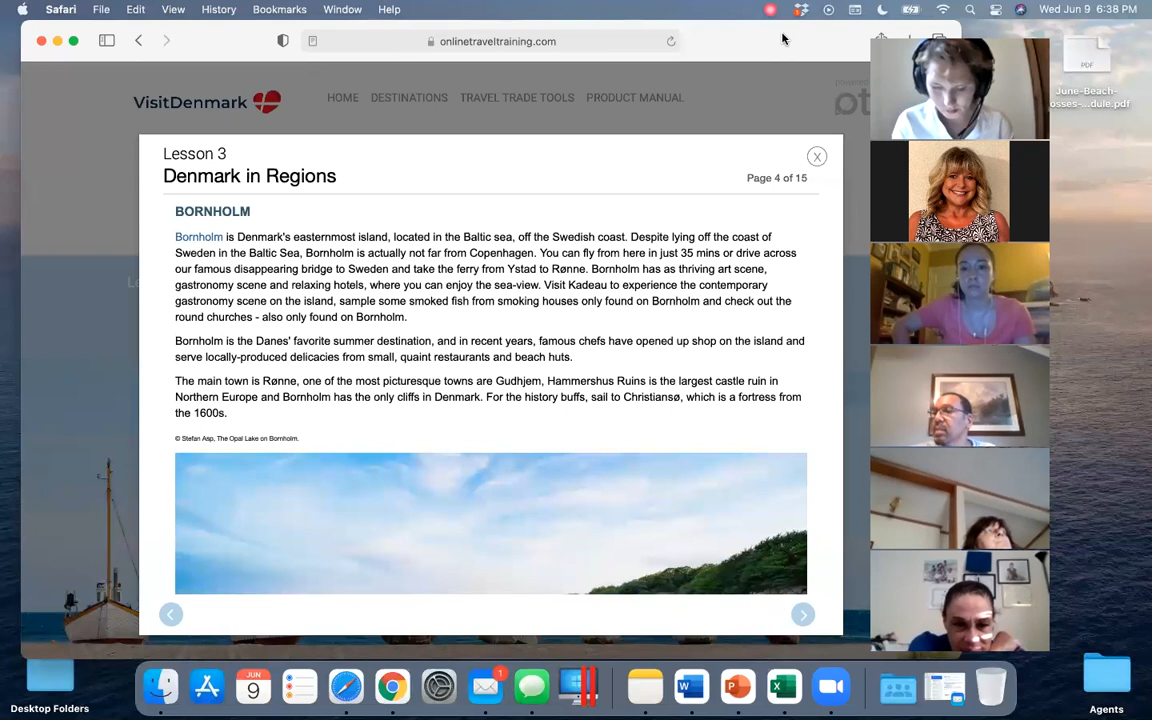 Safari File Edit View History Bookmarks Window Help
Wed Jun 9 6:38 PM
onlinetraveltraining.com
VisitDenmark
HOME DESTINATIONS TRAVEL TRADE TOOLS PRODUCT MANUAL
powered
ot
PDF
June-Beach-
osses-...dule.pdf
Lesson 3
X
Denmark in Regions
Page 4 of 15
BORNHOLM
Bornholm is Denmark's easternmost island, located in the Baltic sea, off the Swedish coast. Despite lying off the coast of
Sweden in the Baltic Sea, Bornholm is actually not far from Copenhagen. You can fly from here in just 35 mins or drive across
our famous disappearing bridge to Sweden and take the ferry from Ystad to Rønne. Bornholm has as thriving art scene,
gastronomy scene and relaxing hotels, where you can enjoy the sea-view. Visit Kadeau to experience the contemporary
gastronomy scene on the island, sample some smoked fish from smoking houses only found on Bornholm and check out the
round churches - also only found on Bornholm.
Bornholm is the Danes' favorite summer destination, and in recent years, famous chefs have opened up shop on the island and
serve locally-produced delicacies from small, quaint restaurants and beach huts.
The main town is Rønne, one of the most picturesque towns are Gudhjem, Hammershus Ruins is the largest castle ruin in
Northern Europe and Bornholm has the only cliffs in Denmark. For the history buffs, sail to Christiansø, which is a fortress from
the 1600s.
© Stefan Asp, The Opal Lake on Bornholm.
JUN
9
1
W
P
X
Desktop Folders
Agents